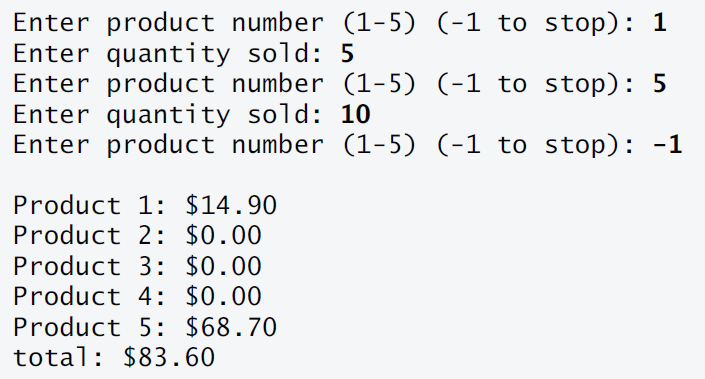 Enter product number (1-5) (-1 to stop): 1
Enter quantity sold: 5
Enter product number (1-5) (-1 to stop): 5
Enter quantity sold: 10
Enter product number (1-5) (-1 to stop): -1

Product 1: $14.90
Product 2: $0.00
Product 3: $0.00
Product 4: $0.00
Product 5: $68.70
total: $83.60